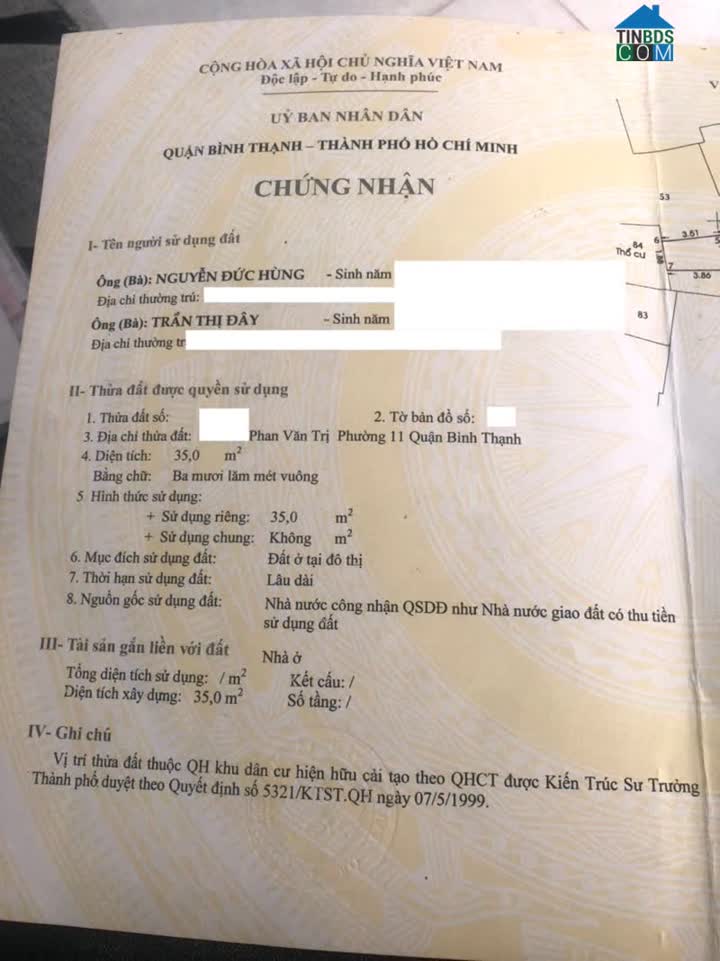 TINBDS
COM
CỘNG HÒA XÃ HỘI CHỦ NGHĨA VIỆT NAM
Độc lập - Tự do - Hạnh phúc
UỶ BAN NHÂN DÂN
QUẬN BÌNH THẠNH – THÀNH PHỐ HỒ CHÍ MINH
CHỨNG NHẬN
I- Tên người sử dụng đất
Ông (Bà): NGUYỄN ĐỨC HÙNG - Sinh năm
Địa chỉ thường trú:
Ông (Bà): TRẦN THỊ ĐÂY - Sinh năm
Địa chỉ thường tr
II- Thửa đất được quyền sử dụng
1. Thửa đất số: 2. Tờ bản đồ số:
3. Địa chỉ thửa đất: Phan Văn Trị Phường 11 Quận Bình Thạnh
4. Diện tích: 35,0 m²
Bằng chữ: Ba mươi lăm mét vuông
5 Hình thức sử dụng:
+ Sử dụng riêng: 35,0 m²
+ Sử dụng chung: Không m²
6. Mục đích sử dụng đất: Đất ở tại đô thị
7. Thời hạn sử dụng đất: Lâu dài
8. Nguồn gốc sử dụng đất: Nhà nước công nhận QSDĐ như Nhà nước giao đất có thu tiền
sử dụng đất
III- Tài sản gắn liền với đất
Nhà ở
Tổng diện tích sử dụng: / m² Kết cấu: /
Diện tích xây dựng: 35,0 m² Số tầng: /
IV- Ghi chú
Vị trí thửa đất thuộc QH khu dân cư hiện hữu cải tạo theo QHCT được Kiến Trúc Sư Trưởng
Thành phố duyệt theo Quyết định số 5321/KTST.QH ngày 07/5/1999.
V
53
84
Thổ cư
6
3.51
5
7
3.86
83